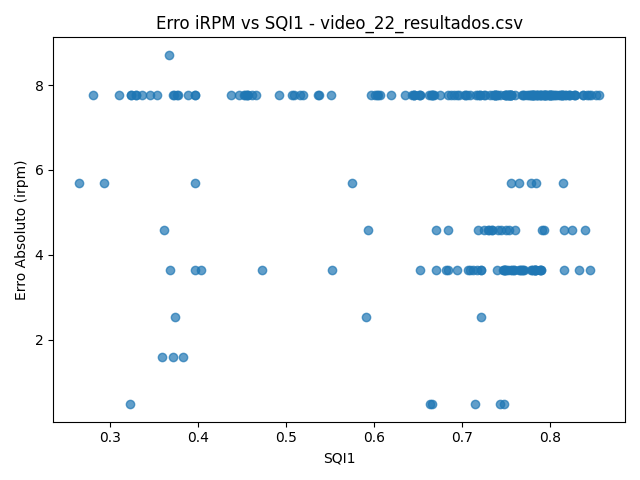 Erro iRPM vs SQI1 - video_22_resultados.csv
Erro Absoluto (irpm)
8
6
4
2
0.3 0.4 0.5 0.6 0.7 0.8
SQI1